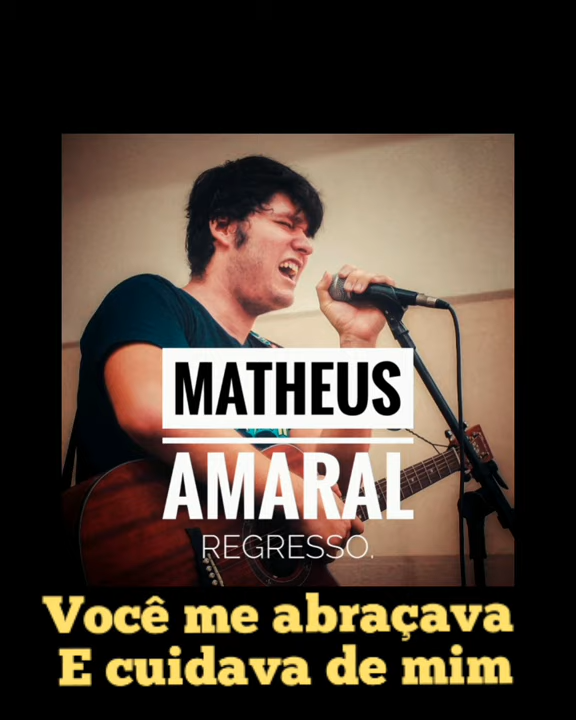 MATHEUS
AMARAL
REGRESSO.
Você me abraçava
E cuidava de mim